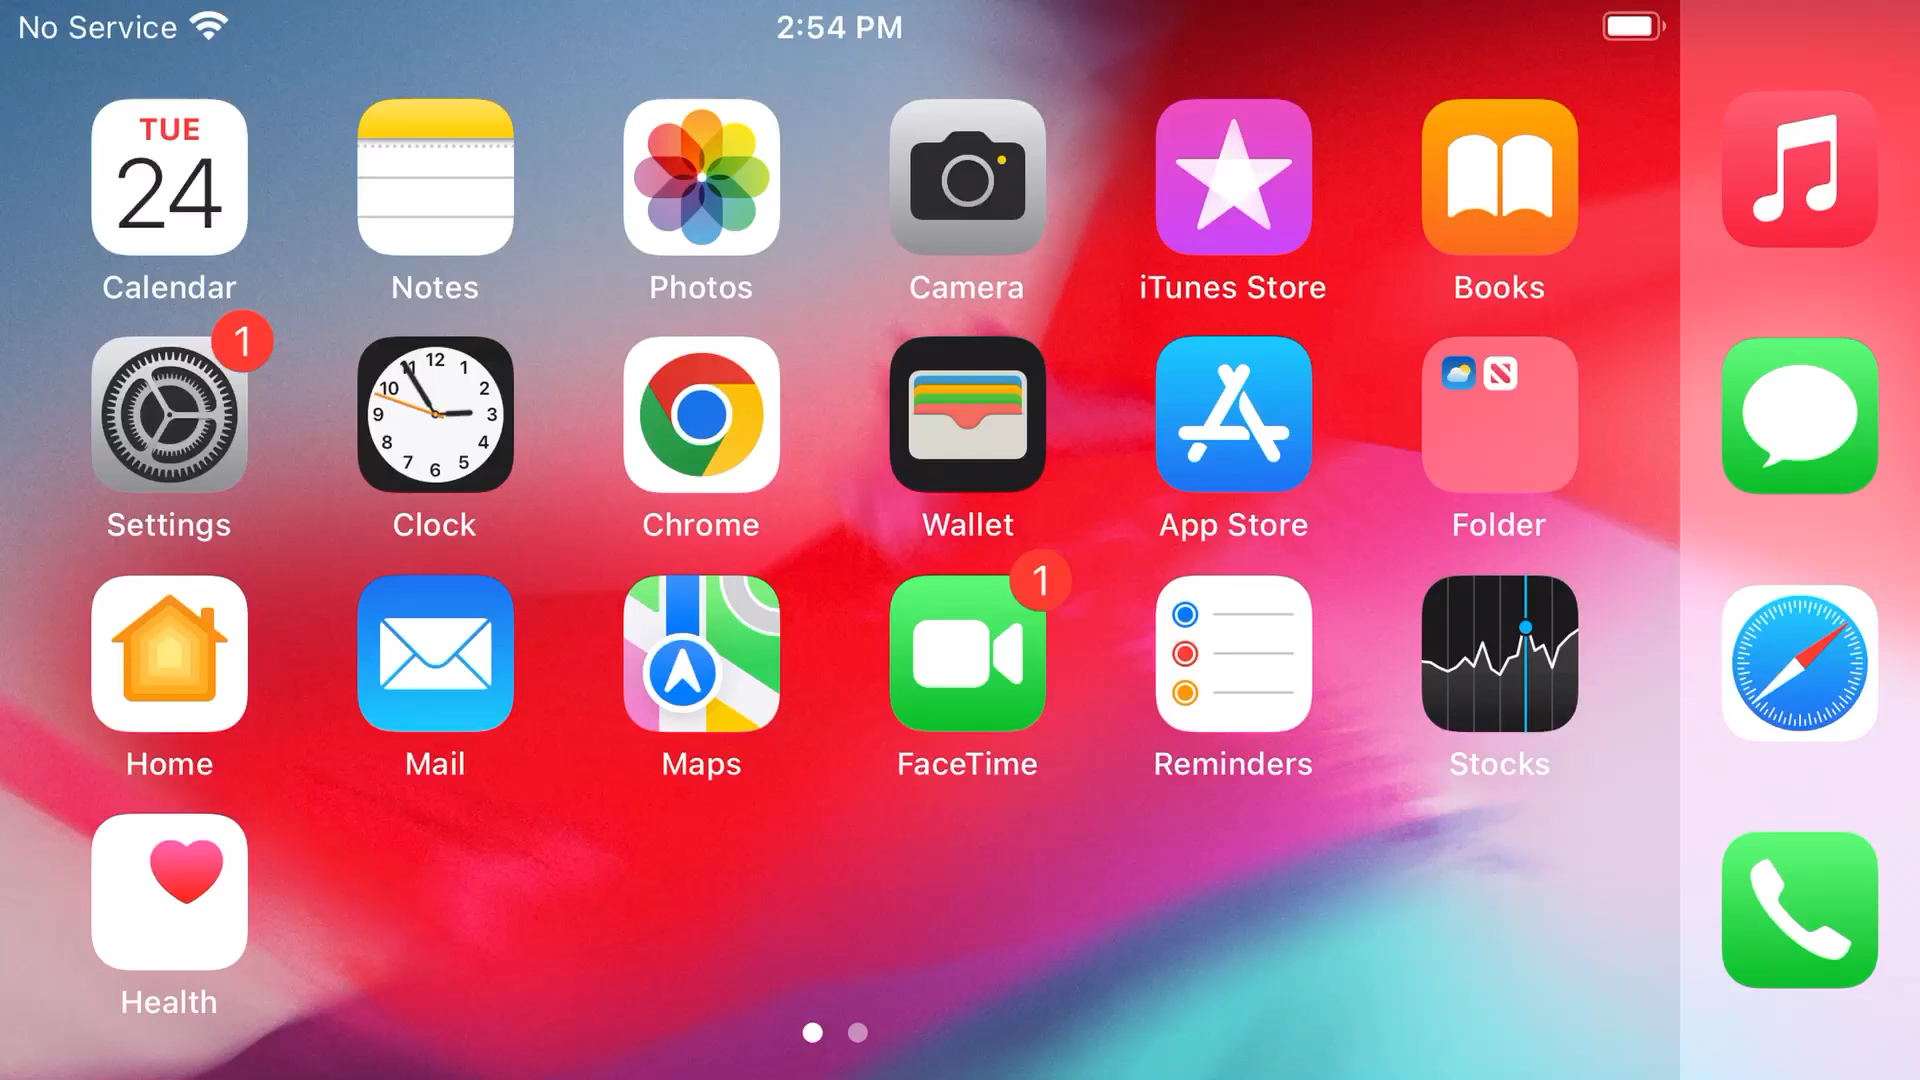 No Service 2:54 PM
TUE
24
Calendar Notes Photos Camera iTunes Store Books
1
12
11 1
10 2
9 3
8 4
7 6 5
Settings Clock Chrome Wallet App Store Folder
1
Home Mail Maps FaceTime Reminders Stocks
Health